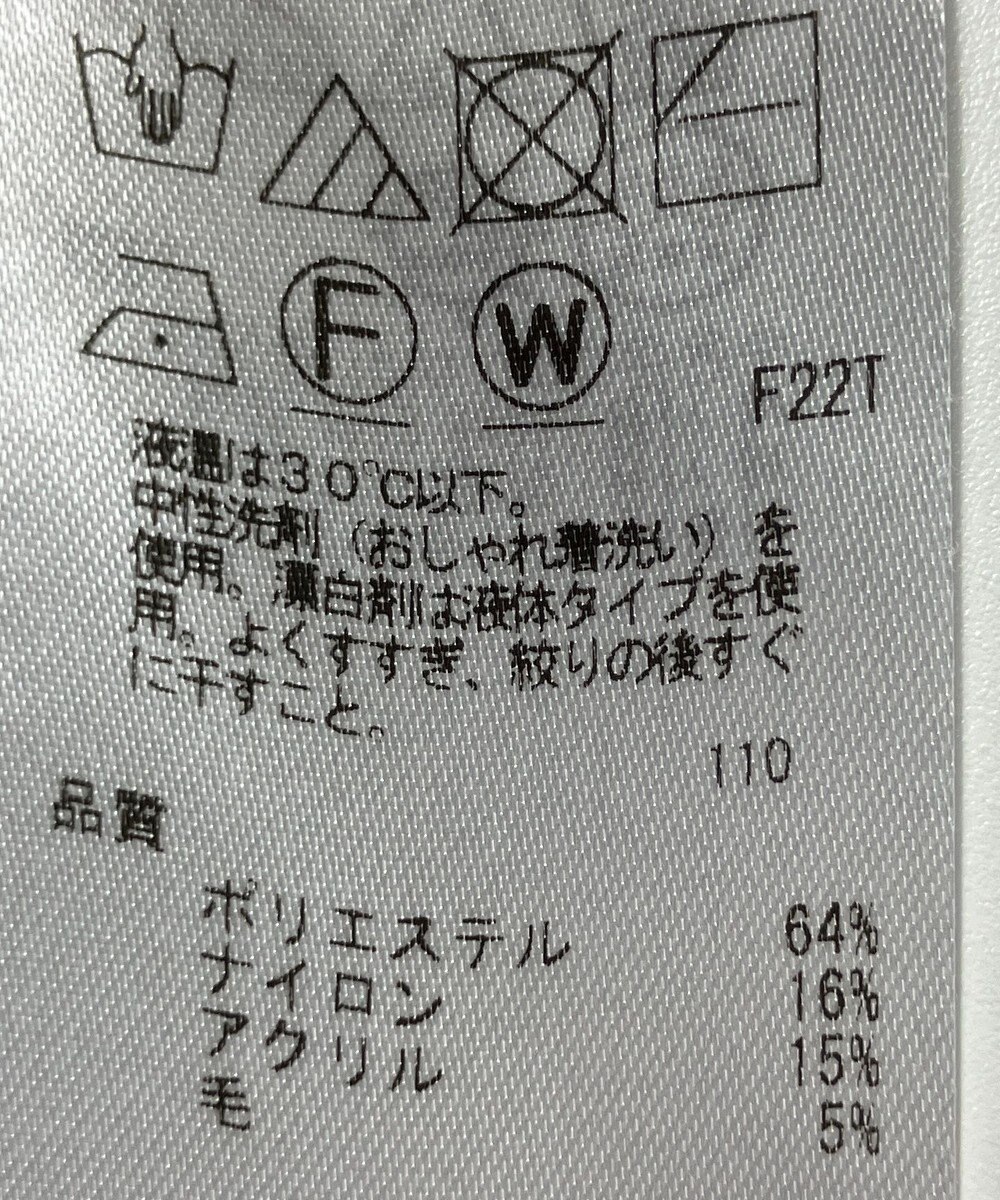 F
W
F22T
液温は30℃以下。
中性洗剤(おしゃれ着洗い)を
使用。漂白剤は液体タイプを使
用。よくすすぎ、絞りの後すぐ
に干すこと。
110
品質
ポリエステル 64%
ナイロン 16%
アクリル 15%
毛 5%